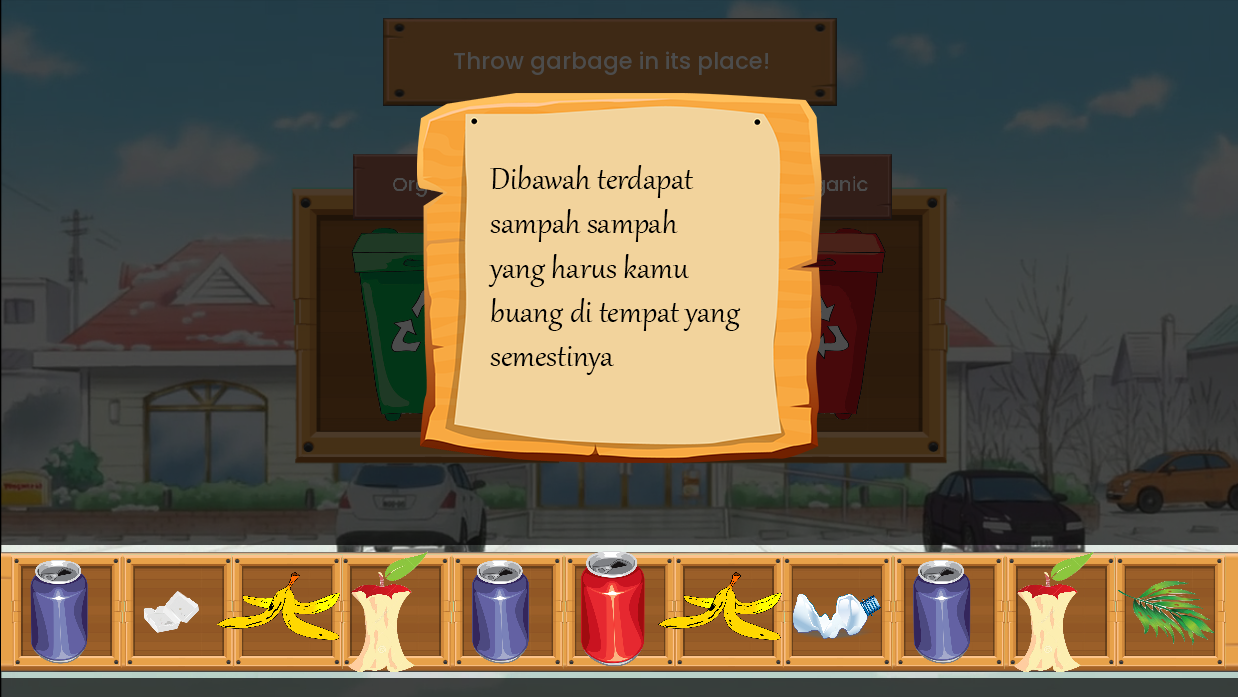 Throw garbage in its place!
Dibawah terdapat
sampah sampah
yang harus kamu
buang di tempat yang
semestinya